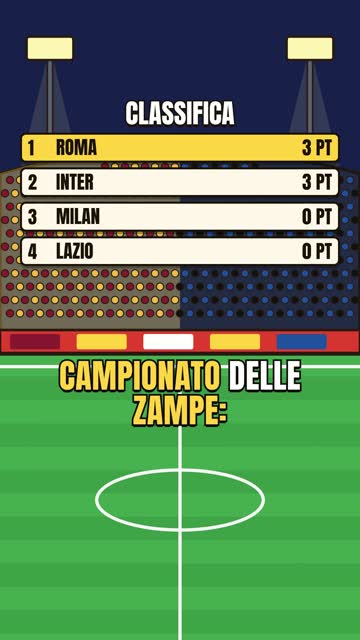 CLASSIFICA
1 ROMA 3 PT
2 INTER 3 PT
3 MILAN 0 PT
4 LAZIO 0 PT
CAMPIONATO DELLE
ZAMPE: